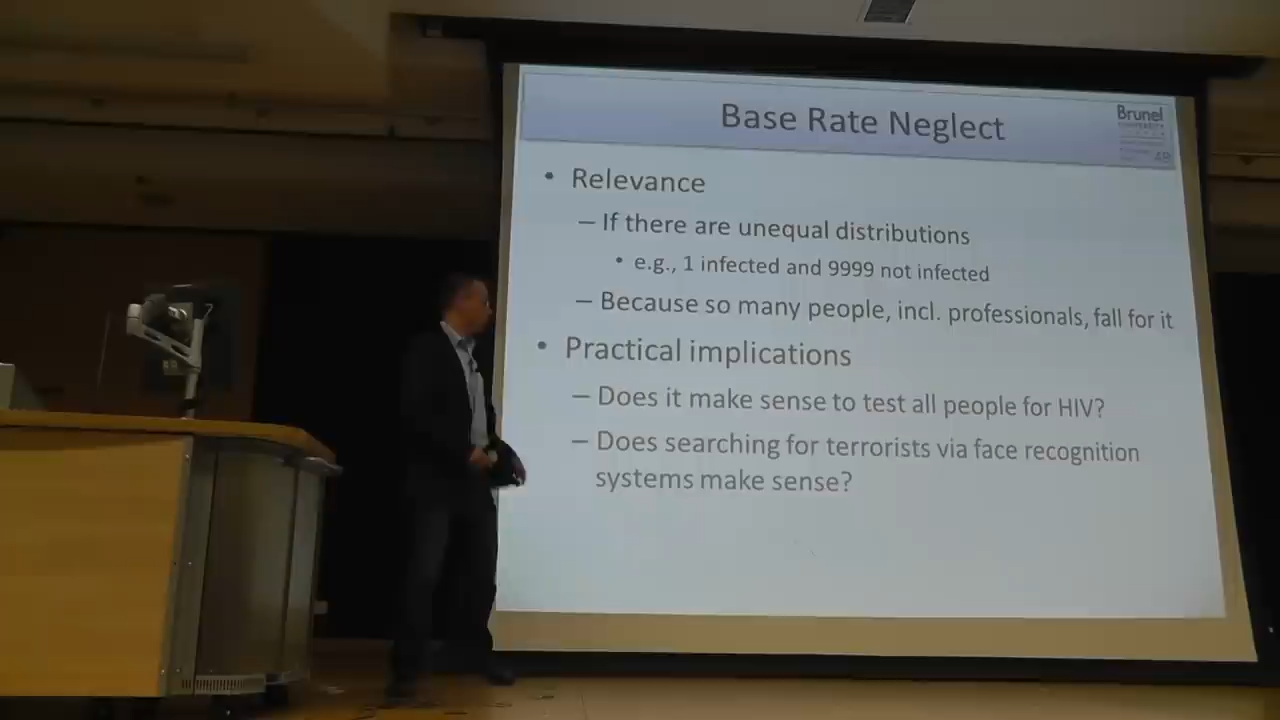 Base Rate Neglect
Brunel
UNIVERSITY
48
• Relevance
– If there are unequal distributions
• e.g., 1 infected and 9999 not infected
– Because so many people, incl. professionals, fall for it
• Practical implications
– Does it make sense to test all people for HIV?
– Does searching for terrorists via face recognition
systems make sense?